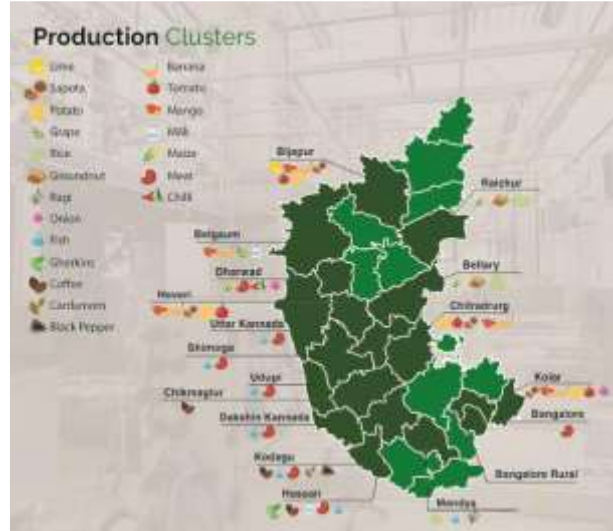 Production Clusters
Lime
Sapota
Potato
Grape
Rice
Groundnut
Ragi
Onion
Fish
Gherkins
Coffee
Cardamom
Black Pepper
Banana
Tomato
Mango
Milk
Maize
Meat
Chilli
Bijapur
Raichur
Belgaum
Dharwad
Bellary
Haveri
Chitradurg
Uttar Kannada
Shimoga
Udupi
Kolar
Chikmaglur
Bangalore
Dakshin Kannada
Kodagu
Bangalore Rural
Hassan
Mandya